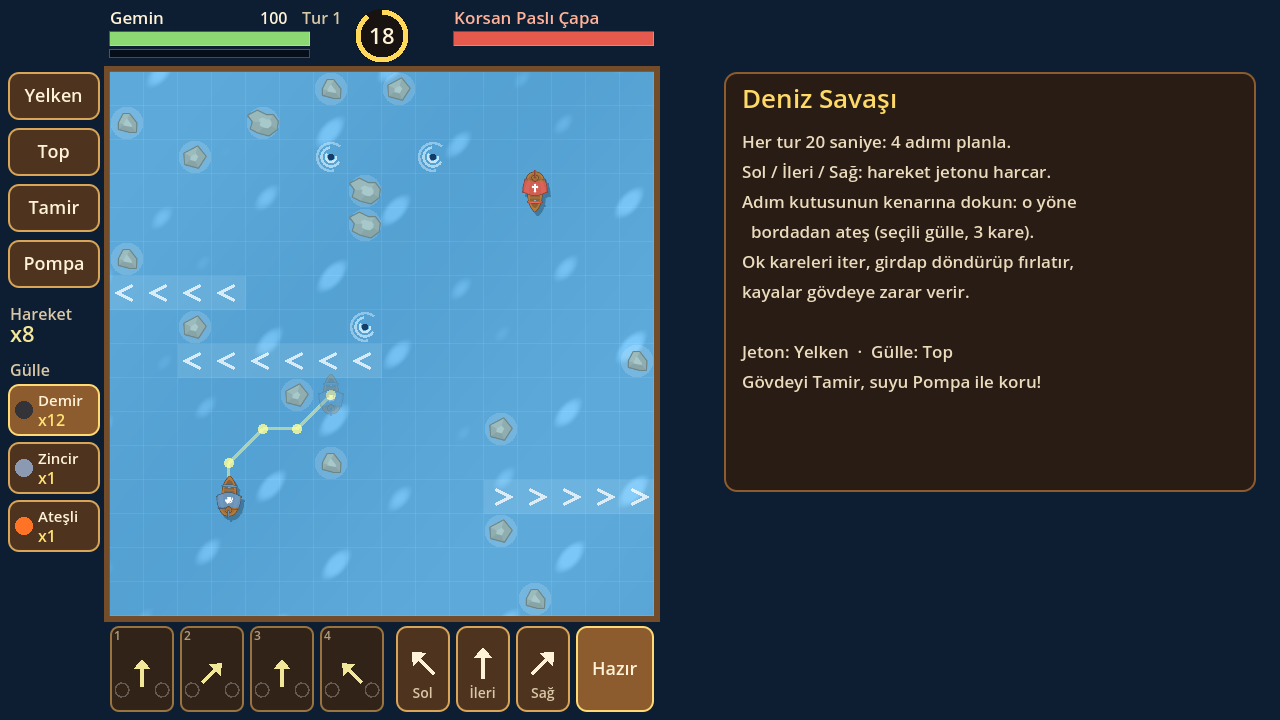 Gemin 100 Tur 1
18
Korsan Paslı Çapa
Yelken
Top
Tamir
Pompa
Hareket
x8
Gülle
Demir
x12
Zincir
x1
Ateşli
x1
Deniz Savaşı
Her tur 20 saniye: 4 adımı planla.
Sol / İleri / Sağ: hareket jetonu harcar.
Adım kutusunun kenarına dokun: o yöne
bordadan ateş (seçili gülle, 3 kare).
Ok kareleri iter, girdap döndürüp fırlatır,
kayalar gövdeye zarar verir.
Jeton: Yelken · Gülle: Top
Gövdeyi Tamir, suyu Pompa ile koru!
1
2
3
4
Sol
İleri
Sağ
Hazır